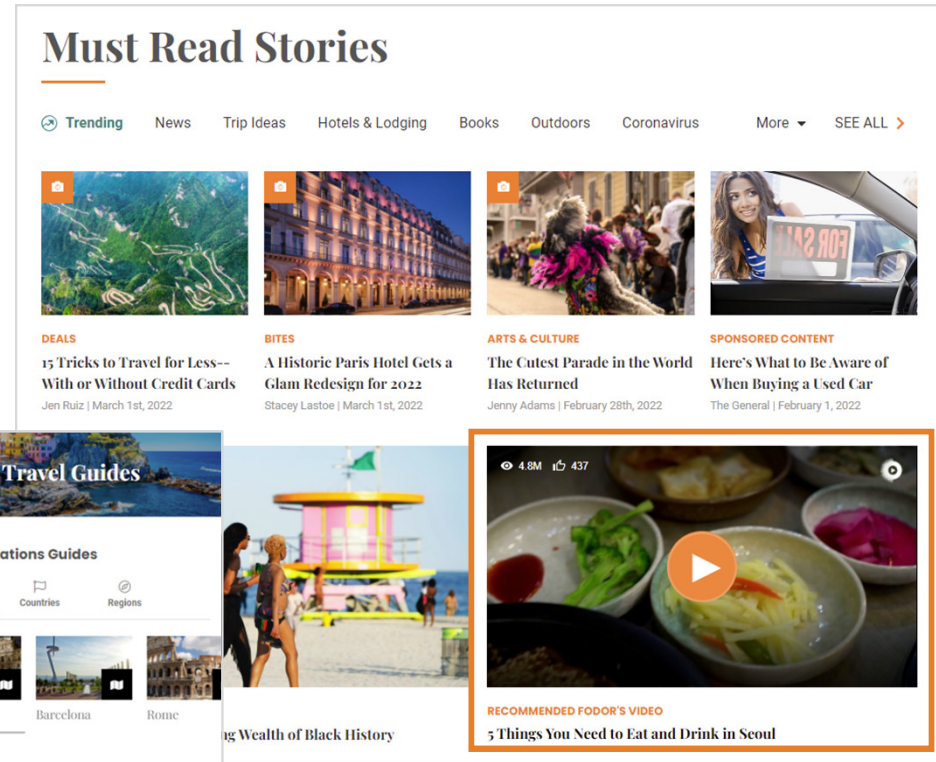 Must Read Stories
Trending
News
Trip Ideas
Hotels & Lodging
Books
Outdoors
Coronavirus
More
SEE ALL
FOR SAL
DEALS
15 Tricks to Travel for Less--
With or Without Credit Cards
Jen Ruiz | March 1st, 2022
BITES
A Historic Paris Hotel Gets a
Glam Redesign for 2022
Stacey Lastoe | March 1st, 2022
ARTS & CULTURE
The Cutest Parade in the World
Has Returned
Jenny Adams | February 28th, 2022
SPONSORED CONTENT
Here's What to Be Aware of
When Buying a Used Car
The General | February 1, 2022
Travel Guides
ations Guides
Countries
Regions
Barcelona
Rome
ng Wealth of Black History
4.8M
437
RECOMMENDED FODOR'S VIDEO
5 Things You Need to Eat and Drink in Seoul